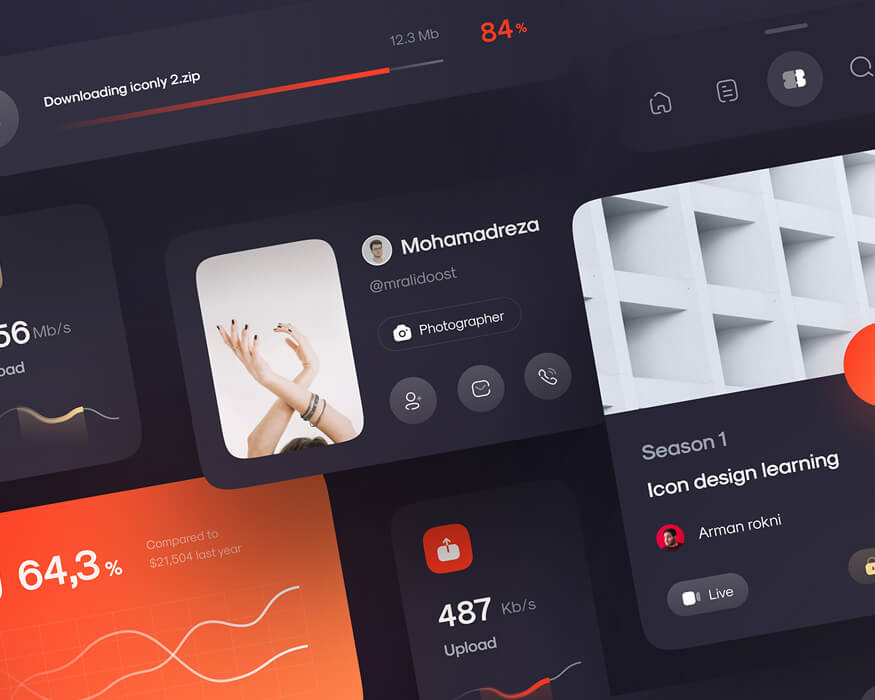 12.3 Mb
84%
Downloading iconly 2.zip
Mohamadreza
@mralidoost
Photographer
56 Mb/s
Season 1
Icon design learning
Arman rokni
Live
64,3 %
Compared to
$21,504 last year
487 Kb/s
Upload